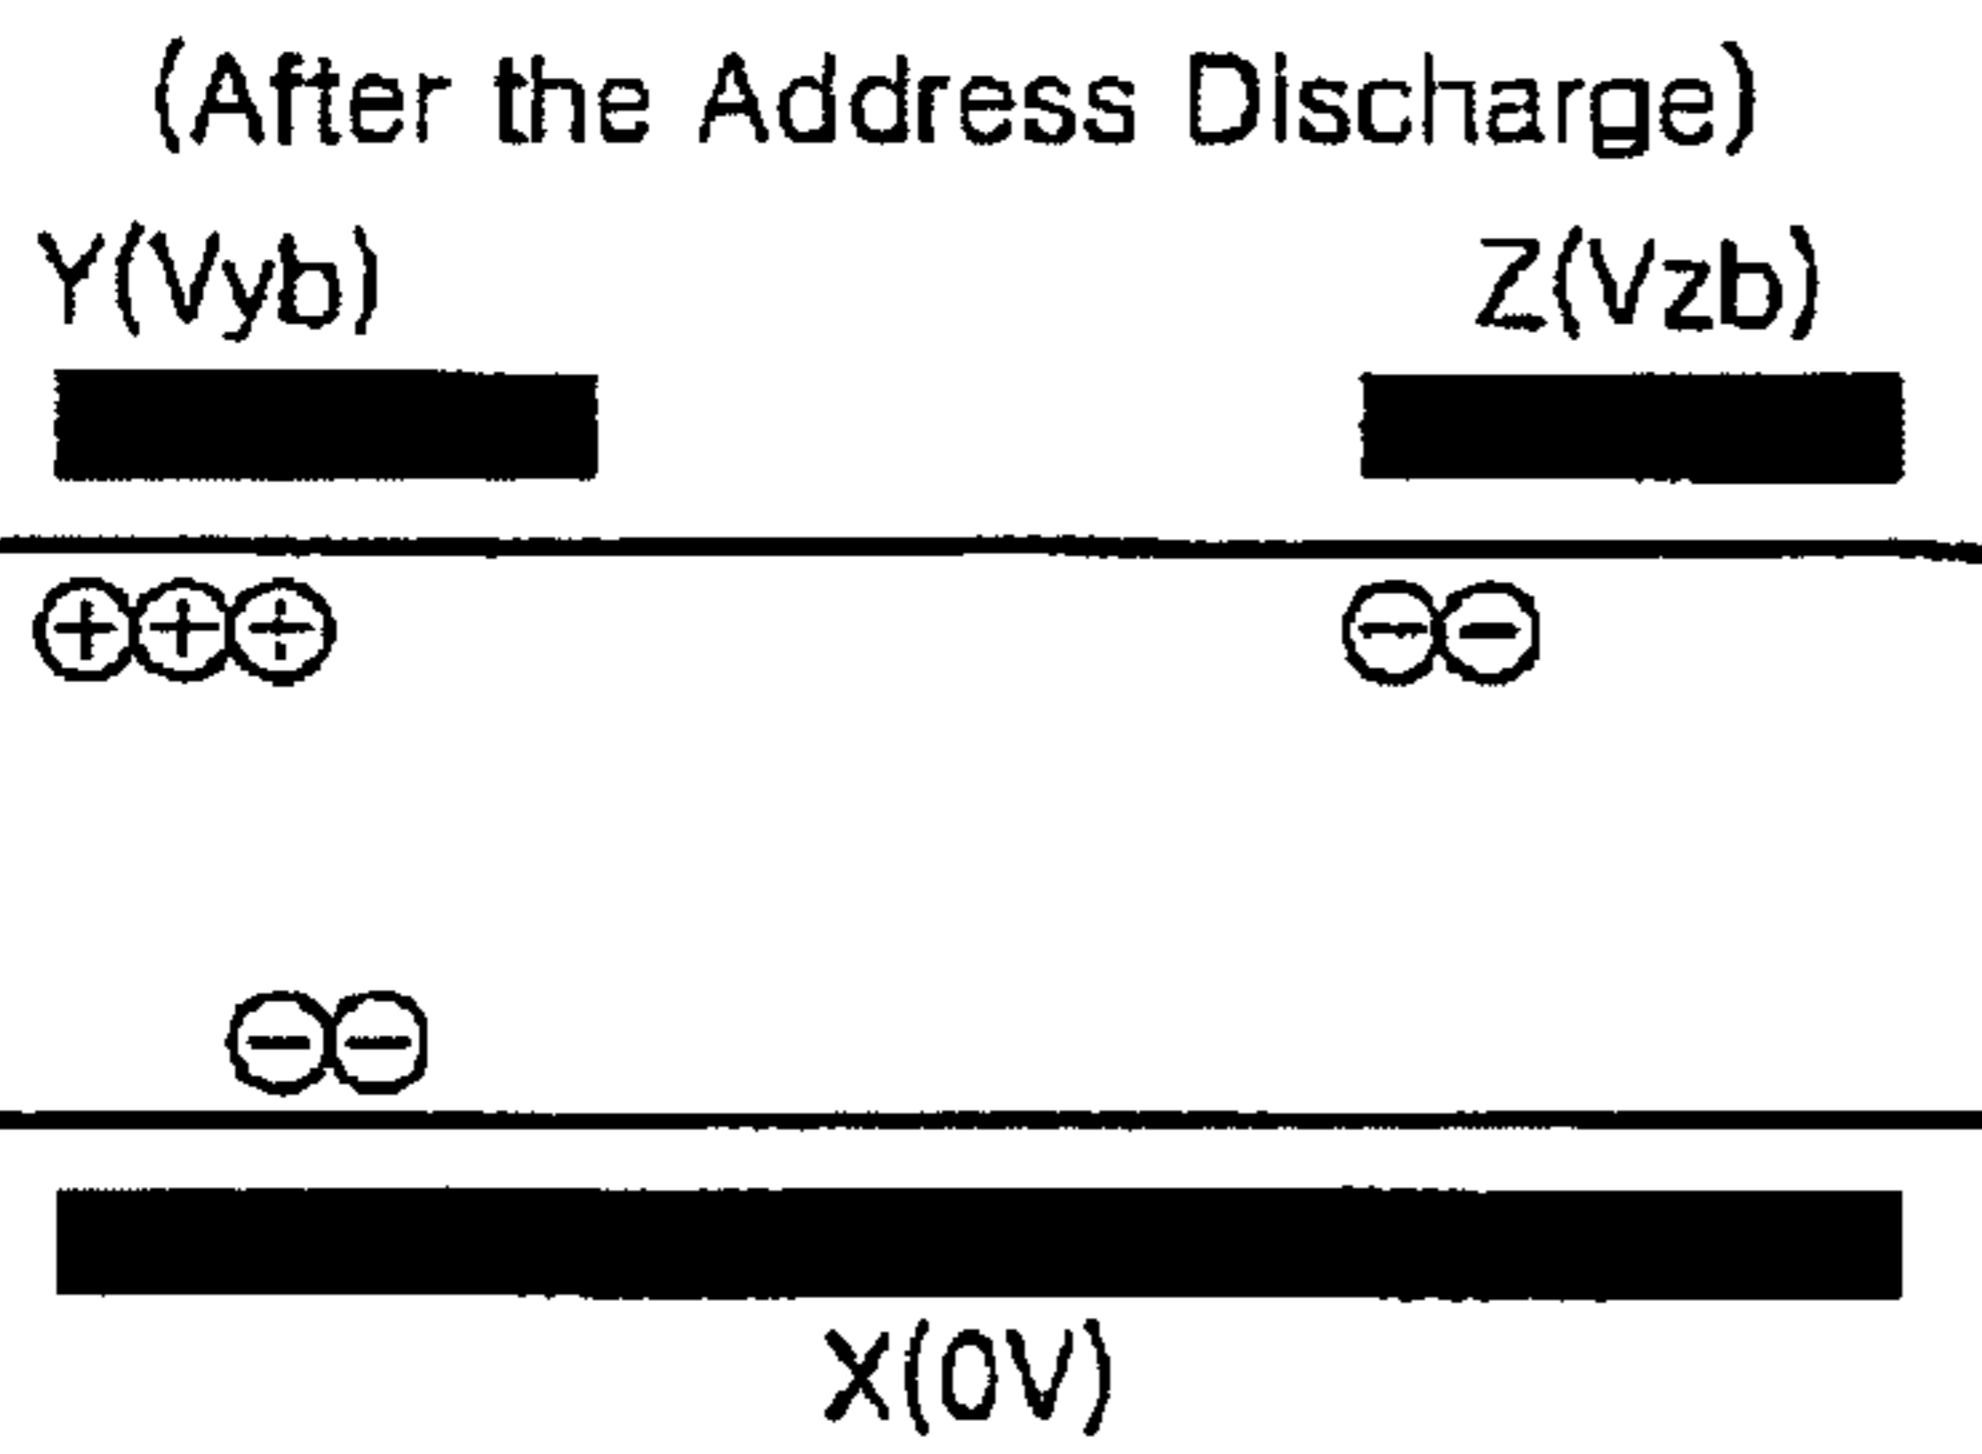 (After the Address Discharge)
Y(Vyb) Z(Vzb)
⊕⊕⊕ ⊖⊖
⊖⊖
X(0V)